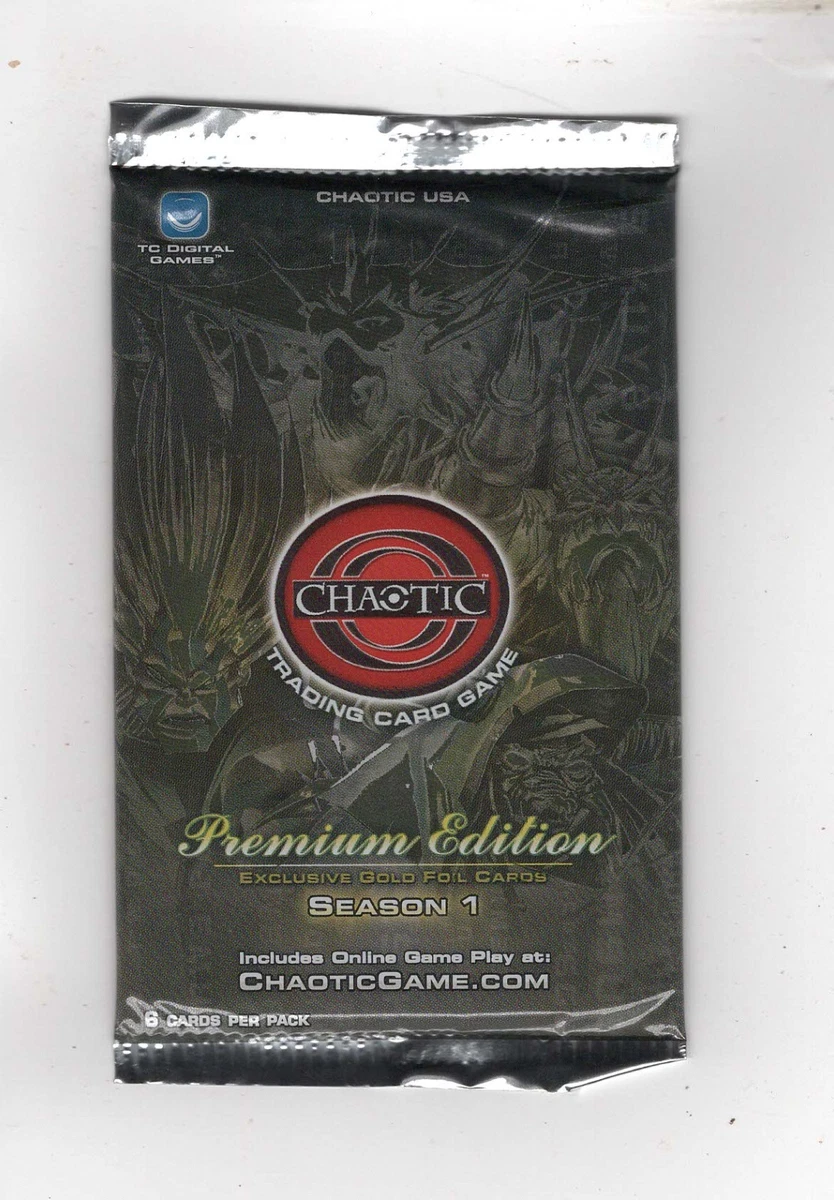 CHAOTIC USA
TC DIGITAL
GAMES™
CHAOTIC™
TRADING CARD GAME
Premium Edition
EXCLUSIVE GOLD FOIL CARDS
SEASON 1
Includes Online Game Play at:
CHAOTICGAME.COM
6 CARDS PER PACK